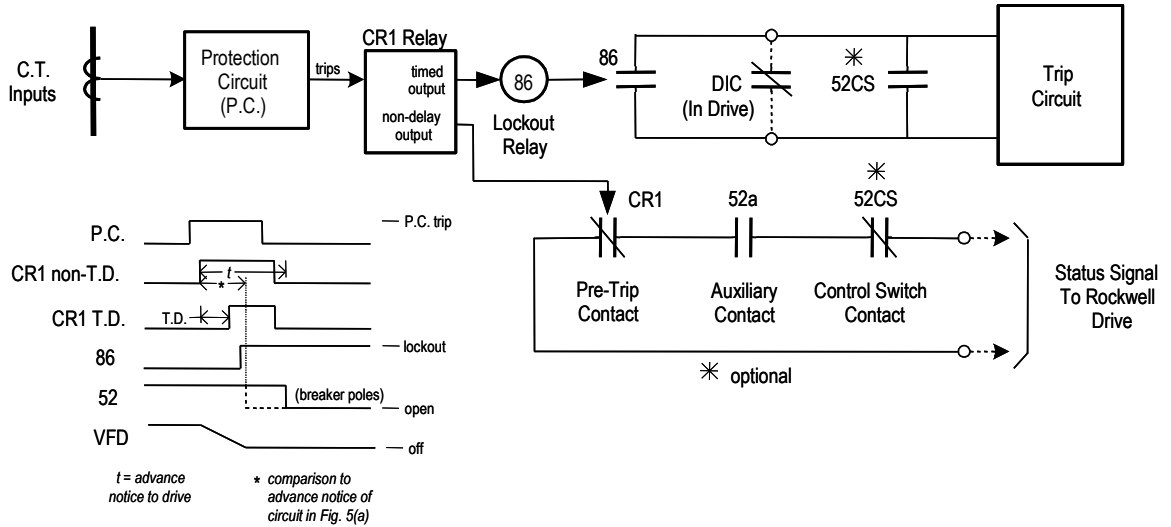 C.T.
Inputs
Protection
Circuit
(P.C.)
trips
CR1 Relay
timed
output
non-delay
output
86
Lockout
Relay
86
DIC
(In Drive)
52CS
Trip
Circuit
CR1
52a
52CS
Pre-Trip
Contact
Auxiliary
Contact
Control Switch
Contact
Status Signal
To Rockwell
Drive
✳ optional
P.C.
P.C. trip
CR1 non-T.D.
t
*
CR1 T.D.
T.D.
86
lockout
52
(breaker poles)
open
VFD
off
t = advance
notice to drive
* comparison to
advance notice of
circuit in Fig. 5(a)